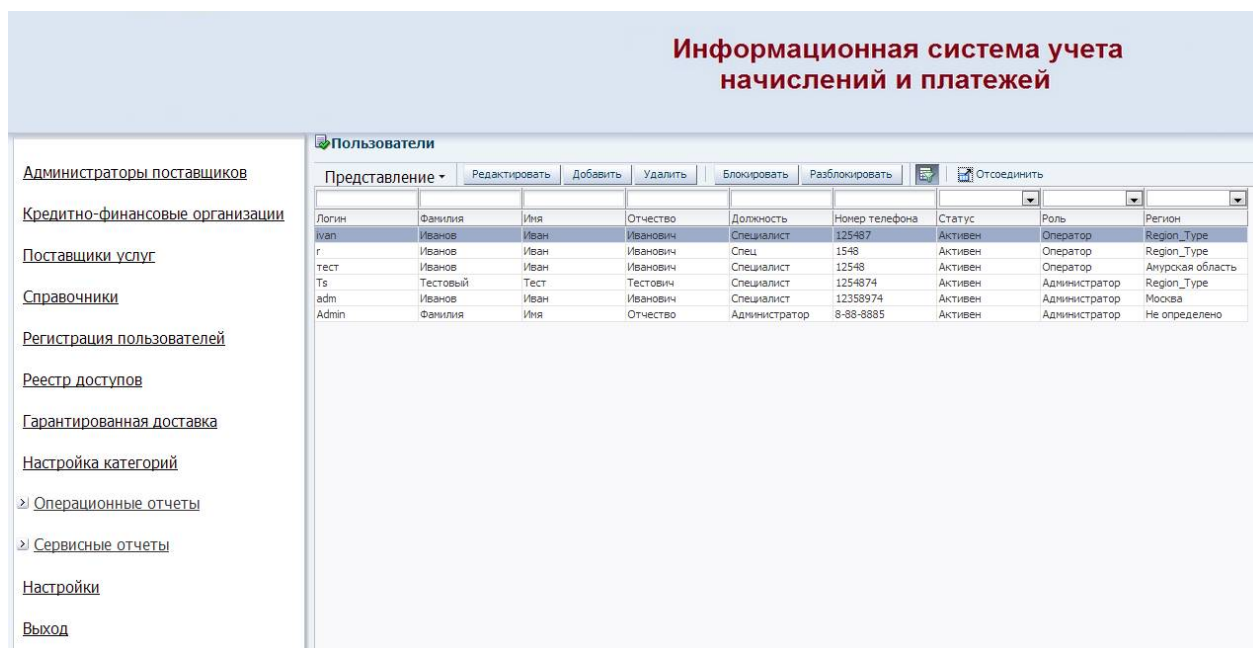 Информационная система учета
начислений и платежей
Администраторы поставщиков
Кредитно-финансовые организации
Поставщики услуг
Справочники
Регистрация пользователей
Реестр доступов
Гарантированная доставка
Настройка категорий
Операционные отчеты
Сервисные отчеты
Настройки
Выход
Пользователи
Представление Редактировать Добавить Удалить Блокировать Разблокировать Отсоединить
Логин Фамилия Имя Отчество Должность Номер телефона Статус Роль Регион
ivan Иванов Иван Иванович Специалист 125487 Активен Оператор Region_Type
r Иванов Иван Иванович Спец 1548 Активен Оператор Region_Type
тест Иванов Иван Иванович Специалист 12548 Активен Оператор Амурская область
Ts Тестовый Тест Тестович Специалист 1254874 Активен Администратор Region_Type
adm Иванов Иван Иванович Специалист 12358974 Активен Администратор Москва
Admin Фамилия Имя Отчество Администратор 8-88-8885 Активен Администратор Не определено